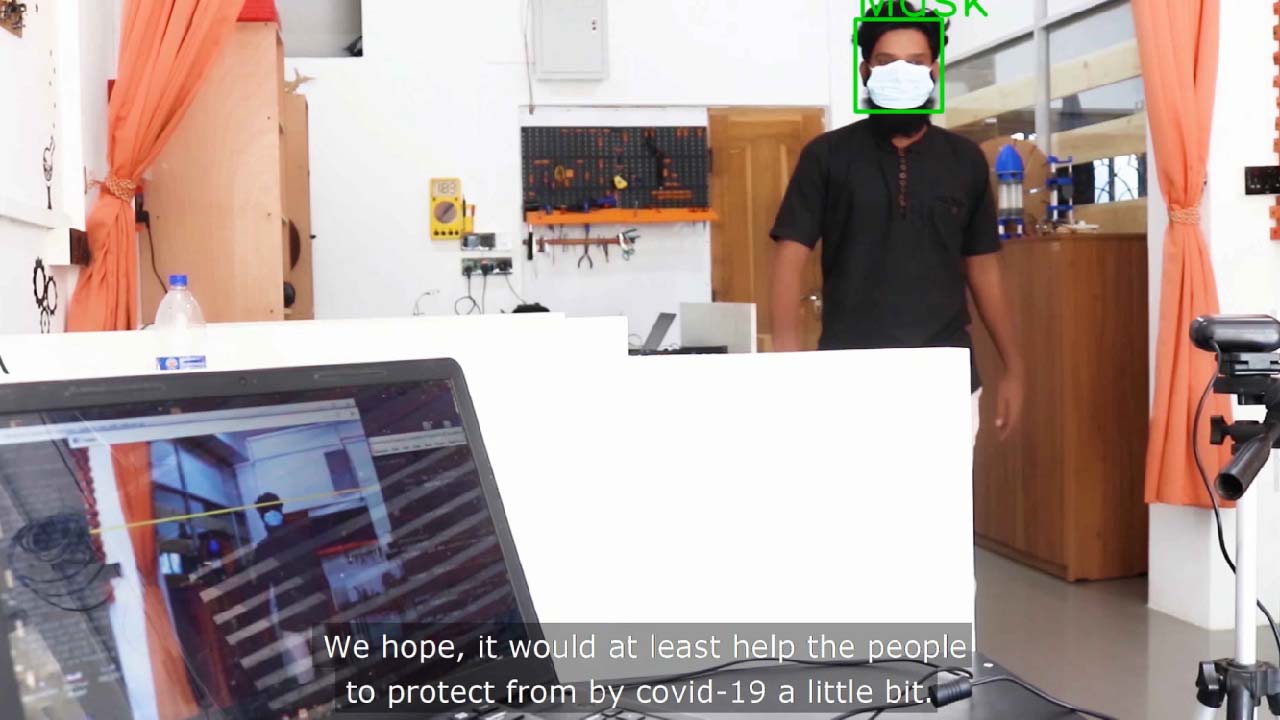 Mask
We hope, it would at least help the people
to protect from by covid-19 a little bit.